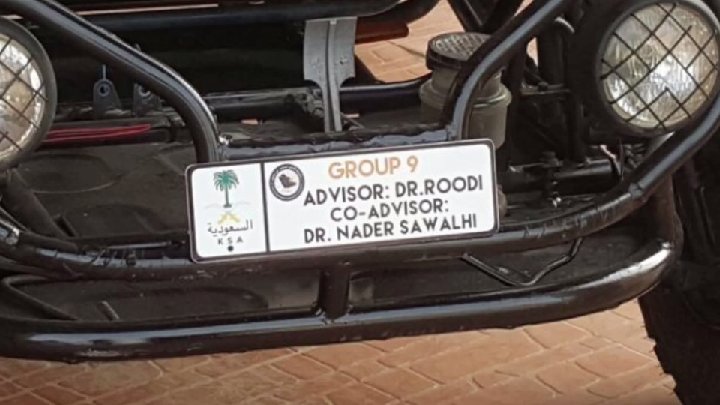 GROUP 9
ADVISOR: DR.ROODI
CO-ADVISOR:
DR. NADER SAWALHI
السعودية
KSA